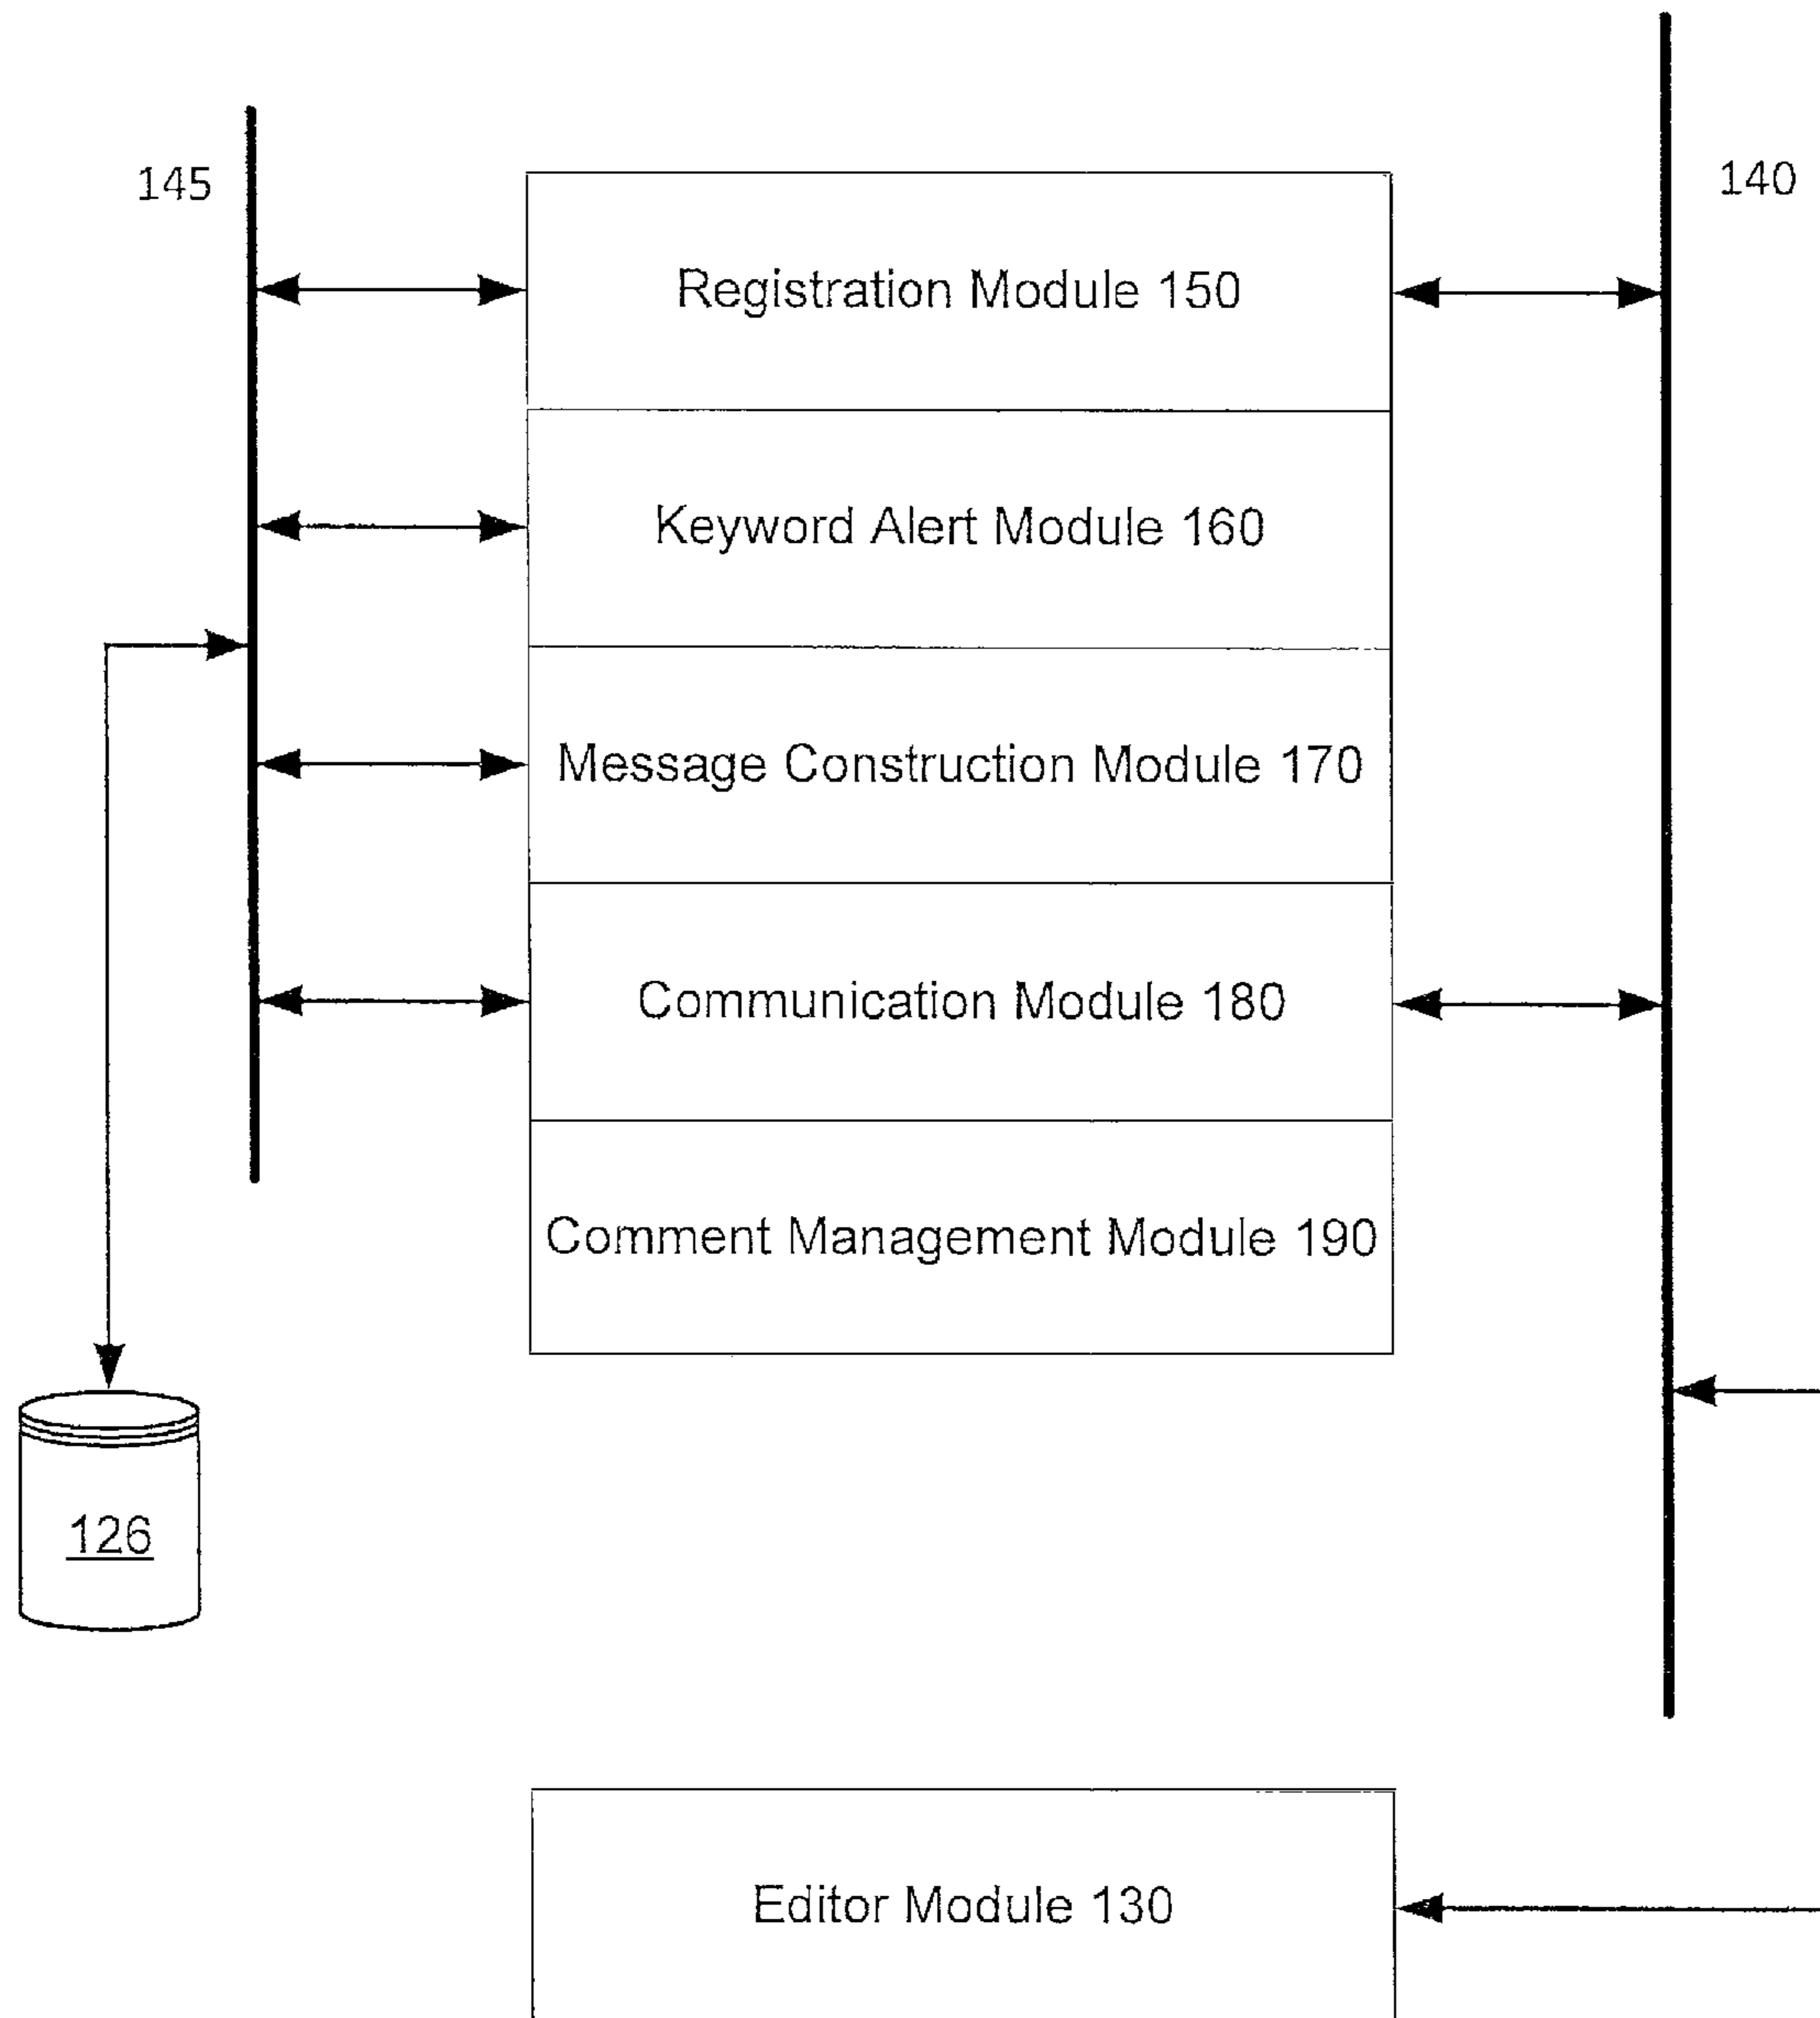 145
140
Registration Module 150
Keyword Alert Module 160
Message Construction Module 170
Communication Module 180
Comment Management Module 190
126
Editor Module 130